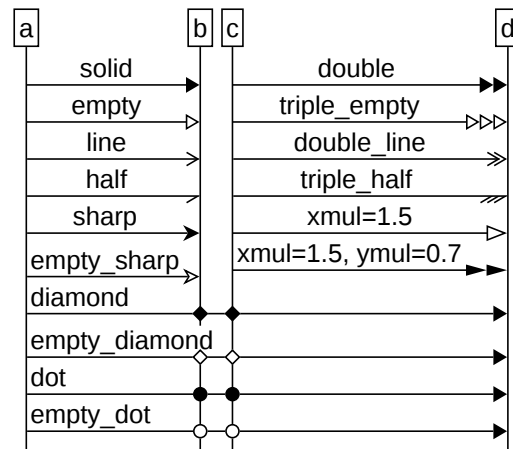 a b c d
solid double
empty triple_empty
line double_line
half triple_half
sharp xmul=1.5
empty_sharp xmul=1.5, ymul=0.7
diamond
empty_diamond
dot
empty_dot